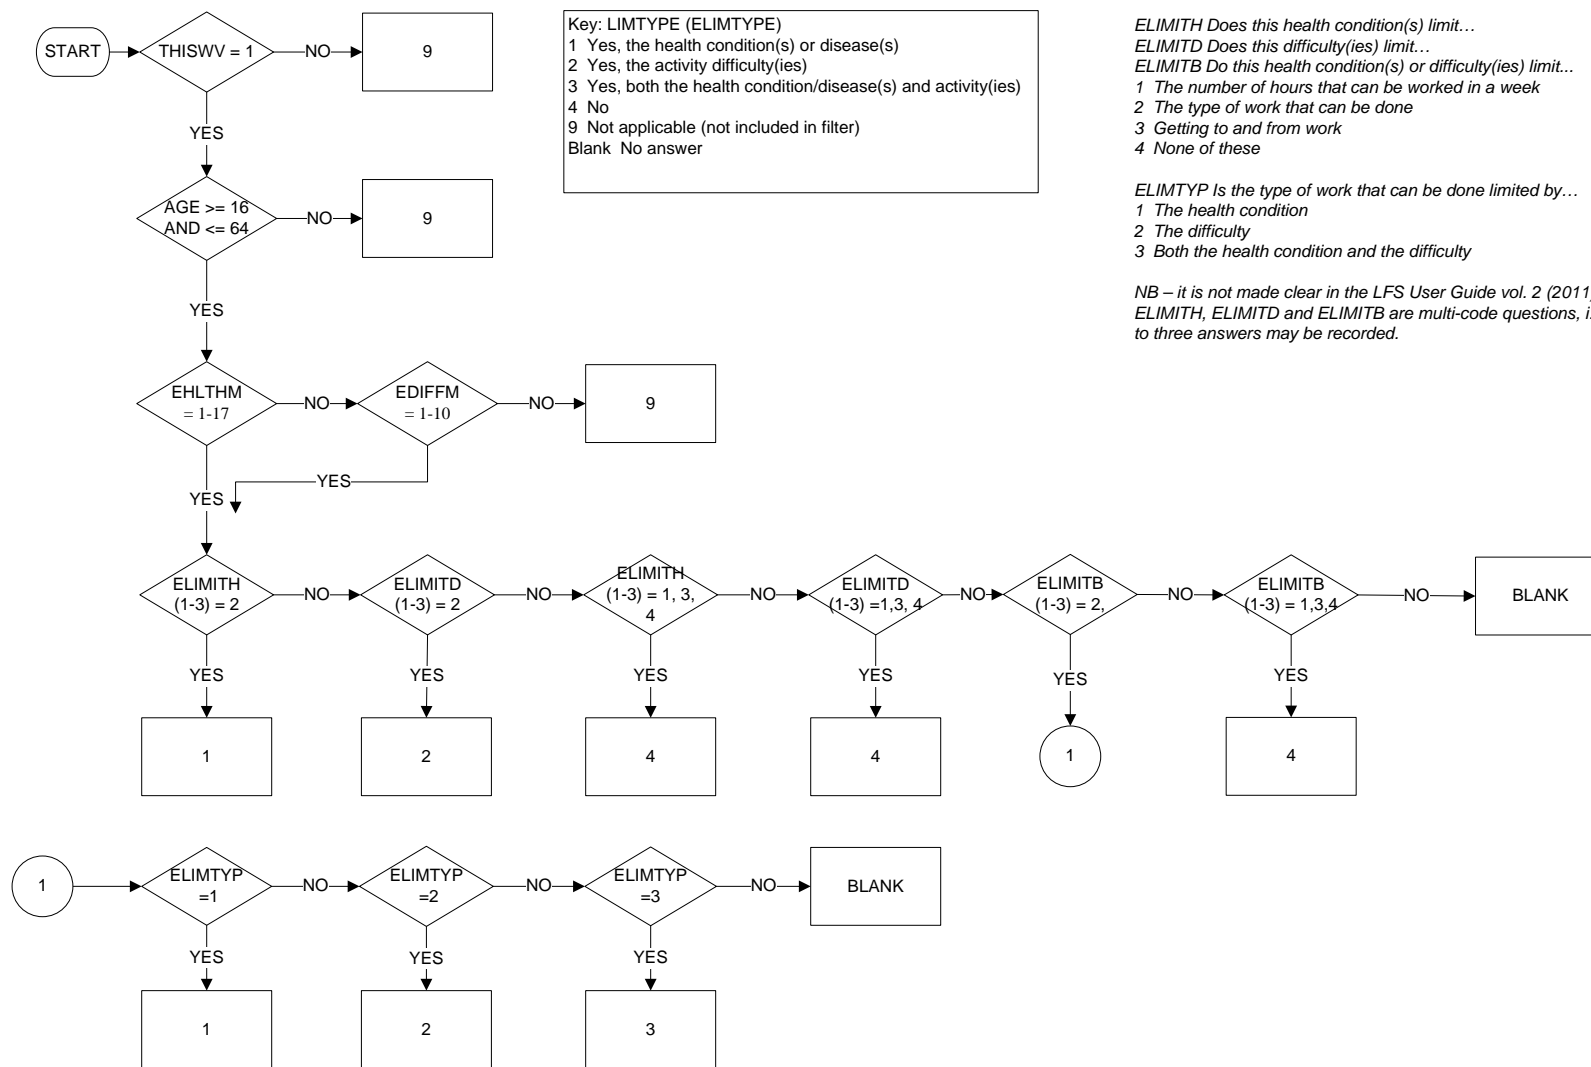 START
THISWV = 1
NO
9
YES
Key: LIMTYPE (ELIMTYPE)
1 Yes, the health condition(s) or disease(s)
2 Yes, the activity difficulty(ies)
3 Yes, both the health condition/disease(s) and activity(ies)
4 No
9 Not applicable (not included in filter)
Blank No answer
ELIMITH Does this health condition(s) limit…
ELIMITD Does this difficulty(ies) limit…
ELIMITB Do this health condition(s) or difficulty(ies) limit...
1 The number of hours that can be worked in a week
2 The type of work that can be done
3 Getting to and from work
4 None of these
ELIMTYP Is the type of work that can be done limited by…
1 The health condition
2 The difficulty
3 Both the health condition and the difficulty
NB – it is not made clear in the LFS User Guide vol. 2 (2011
ELIMITH, ELIMITD and ELIMITB are multi-code questions, i.
to three answers may be recorded.
AGE >= 16
AND <= 64
NO
9
YES
EHLTHM
= 1-17
NO
EDIFFM
= 1-10
NO
9
YES
YES
ELIMITH
(1-3) = 2
NO
ELIMITD
(1-3) = 2
NO
ELIMITH
(1-3) = 1, 3,
4
NO
ELIMITD
(1-3) =1,3, 4
NO
ELIMITB
(1-3) = 2,
NO
ELIMITB
(1-3) = 1,3,4
NO
BLANK
YES
YES
YES
YES
YES
YES
1
2
4
4
1
4
1
ELIMTYP
=1
NO
ELIMTYP
=2
NO
ELIMTYP
=3
NO
BLANK
YES
YES
YES
1
2
3